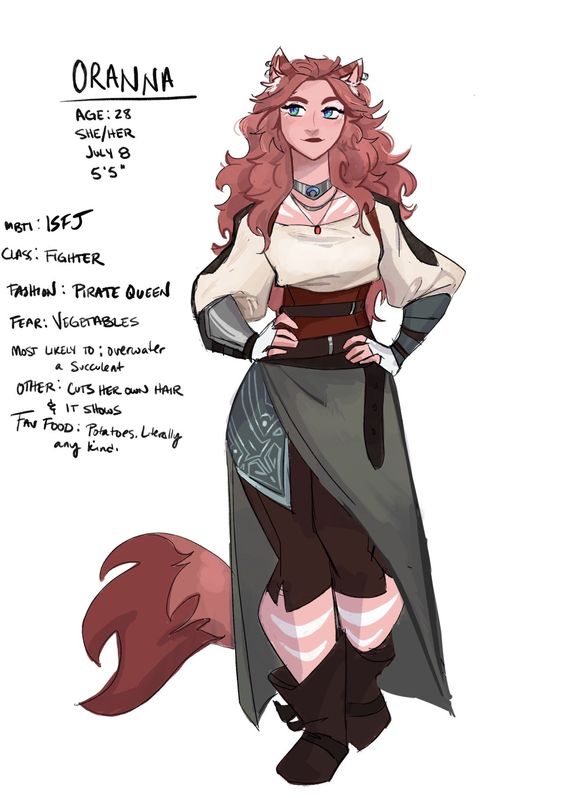 ORANNA
AGE: 28
SHE/HER
JULY 8
5'5"
MBTI: ISFJ
CLASS: FIGHTER
FASHION: PIRATE QUEEN
FEAR: VEGETABLES
MOST LIKELY TO: overwater
a succulent
OTHER: CUTS HER OWN HAIR
& IT SHOWS
FAV FOOD: Potatoes. Literally
any kind.